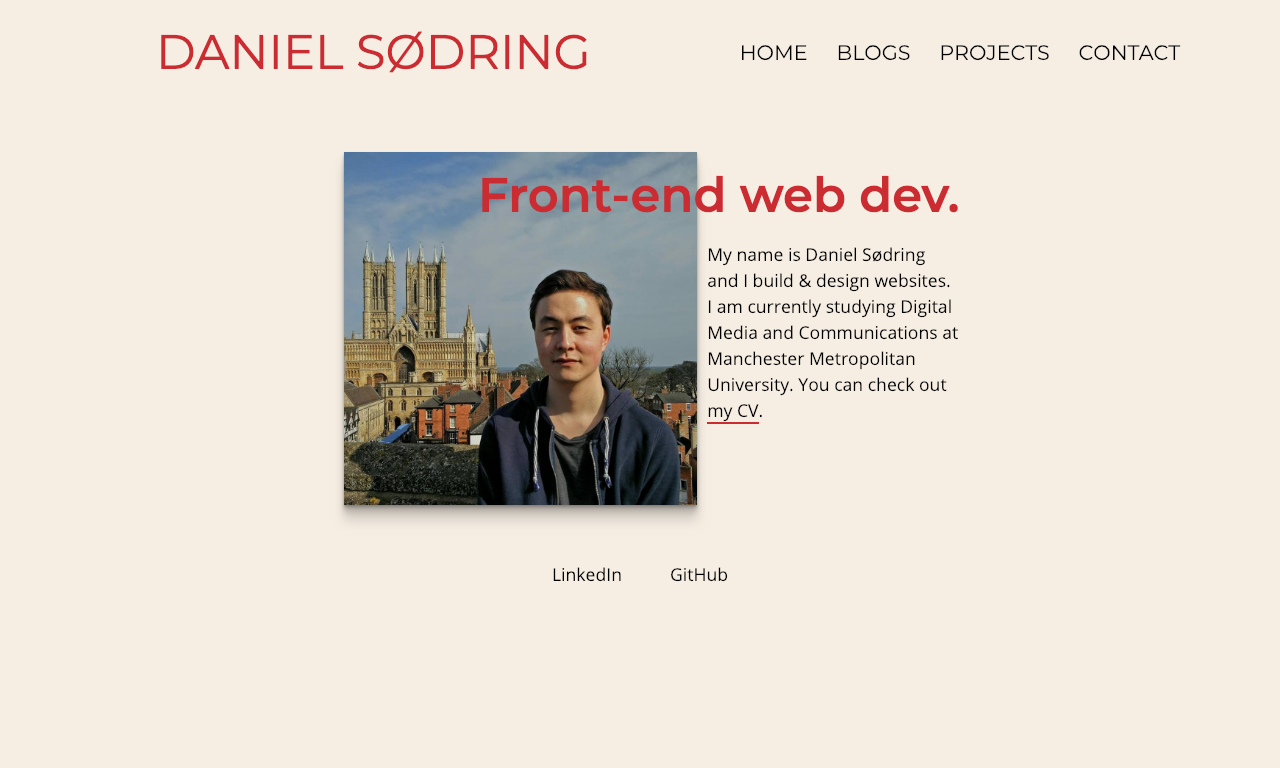 DANIEL SØDRING
HOME BLOGS PROJECTS CONTACT
Front-end web dev.
My name is Daniel Sødring
and I build & design websites.
I am currently studying Digital
Media and Communications at
Manchester Metropolitan
University. You can check out
my CV.
LinkedIn GitHub